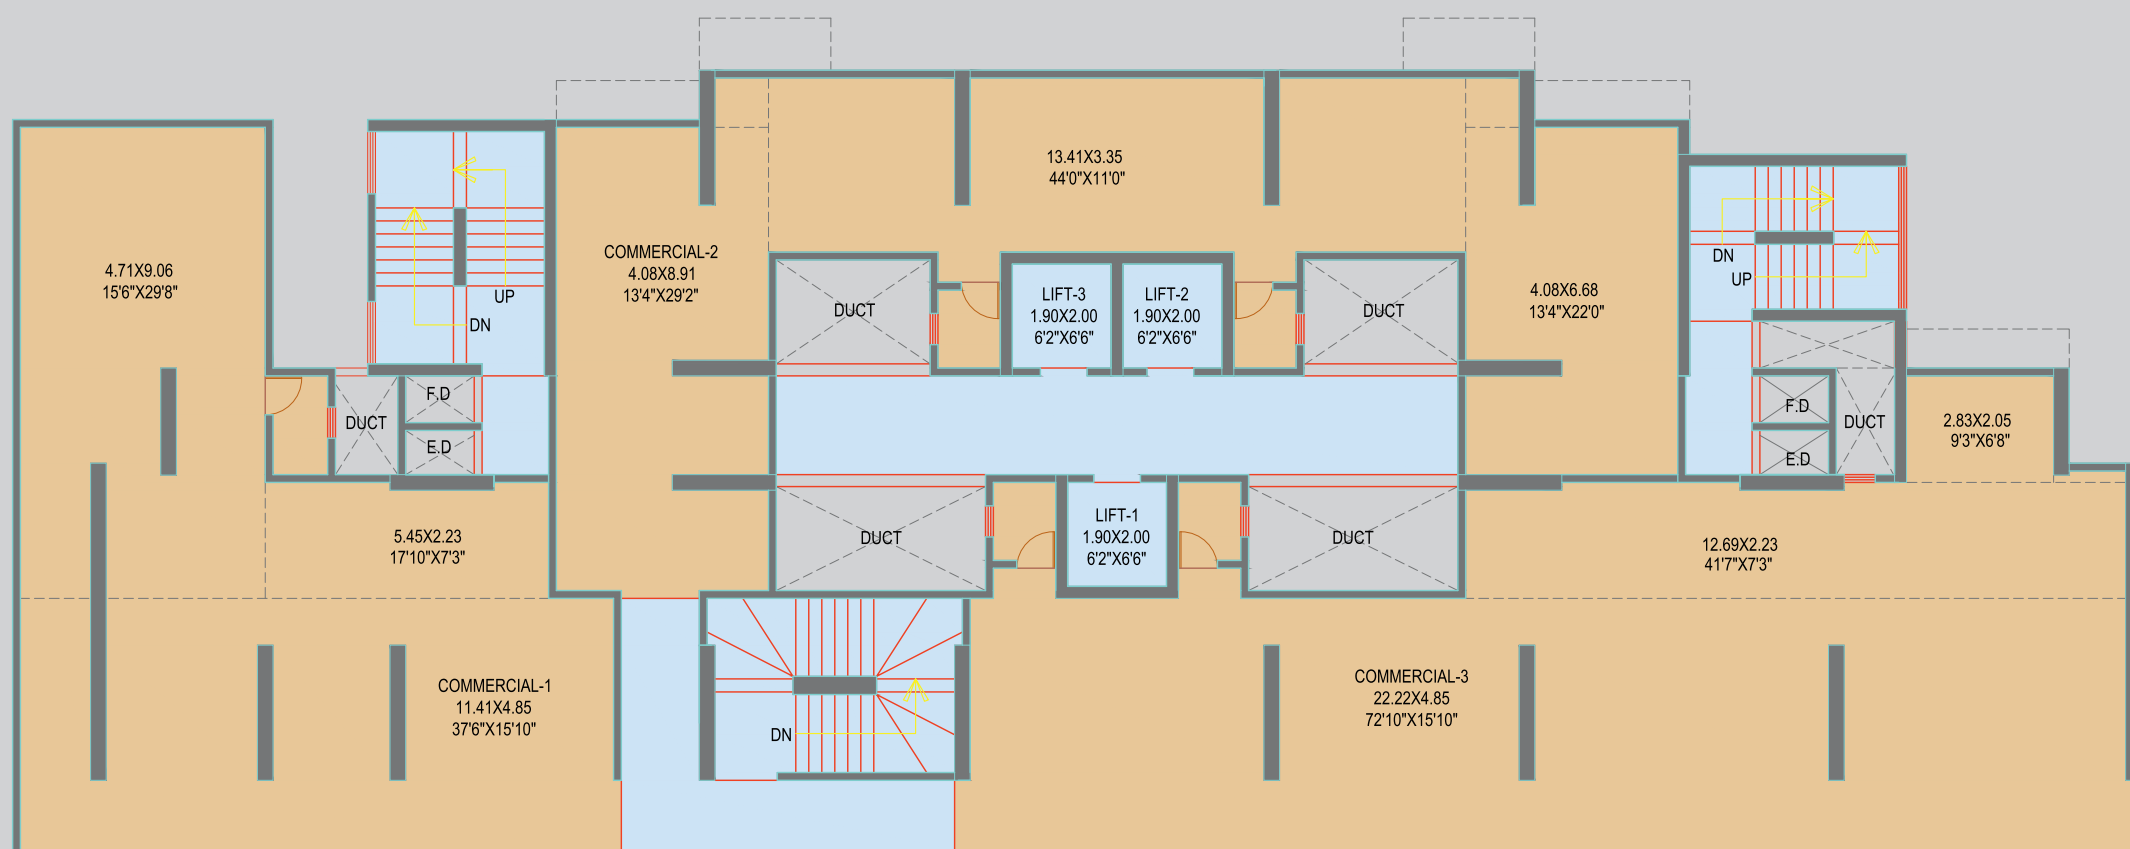 13.41X3.35
44'0"X11'0"
4.71X9.06
15'6"X29'8"
UP
DN
COMMERCIAL-2
4.08X8.91
13'4"X29'2"
DUCT
LIFT-3
1.90X2.00
6'2"X6'6"
LIFT-2
1.90X2.00
6'2"X6'6"
DUCT
4.08X6.68
13'4"X22'0"
DN
UP
F.D
E.D
DUCT
F.D
E.D
DUCT
2.83X2.05
9'3"X6'8"
5.45X2.23
17'10"X7'3"
DUCT
LIFT-1
1.90X2.00
6'2"X6'6"
DUCT
12.69X2.23
41'7"X7'3"
COMMERCIAL-1
11.41X4.85
37'6"X15'10"
DN
COMMERCIAL-3
22.22X4.85
72'10"X15'10"